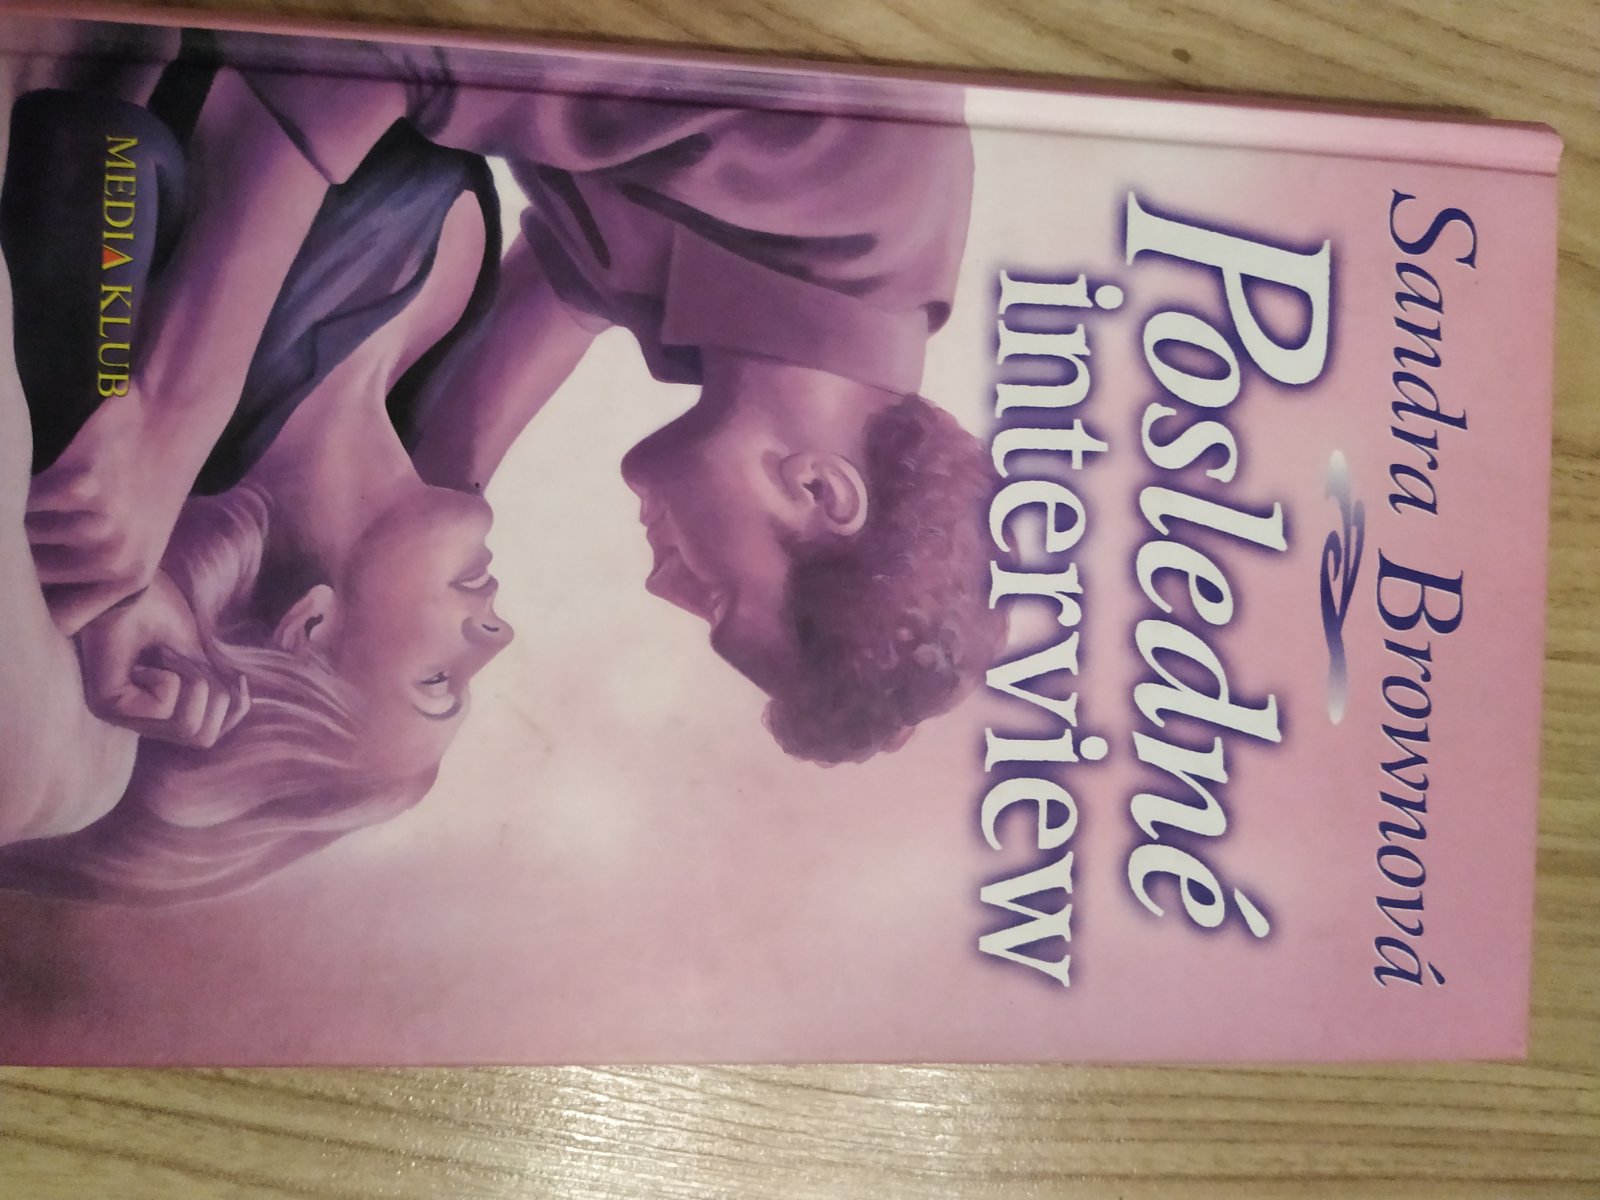 Sandra Brownová
Posledné
interview
MEDIA KLUB